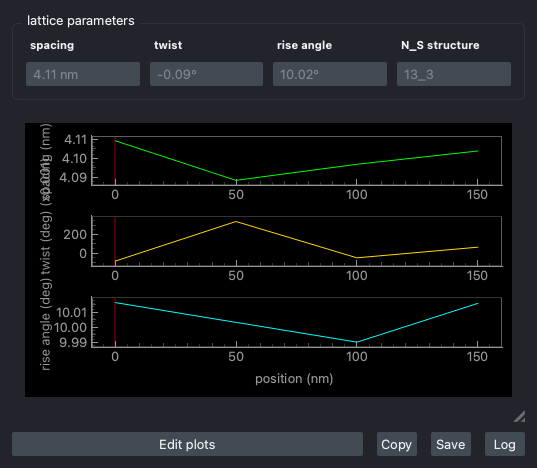 lattice parameters
spacing twist rise angle N_S structure
4.11 nm -0.09° 10.02° 13_3
spacing (nm)
4.11
4.10
4.09
0 50 100 150
twist (deg)
200
0
0 50 100 150
rise angle (deg)
10.01
10.00
9.99
0 50 100 150
position (nm)
Edit plots Copy Save Log